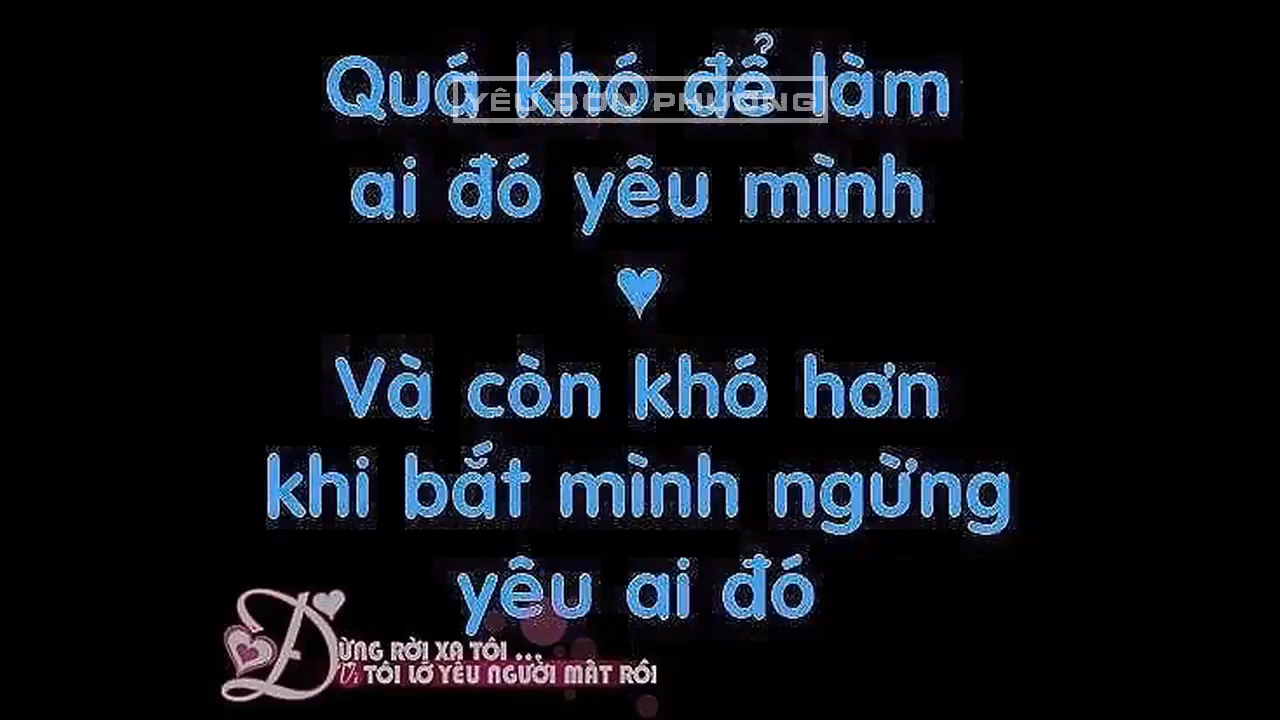 Quá khó để làm
YÊU ĐƠN PHƯƠNG
ai đó yêu mình
♥
Và còn khó hơn
khi bắt mình ngừng
yêu ai đó
ĐỪNG RỜI XA TÔI ...
Vì TÔI LỠ YÊU NGƯỜI MẤT RỒI